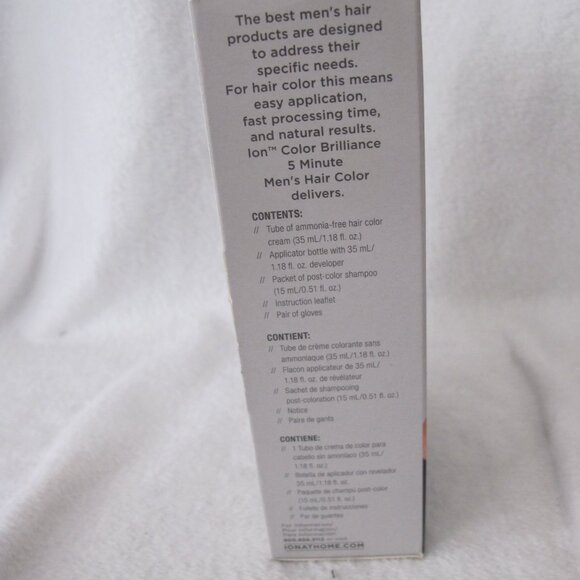 The best men's hair
products are designed
to address their
specific needs.
For hair color this means
easy application,
fast processing time,
and natural results.
Ion™ Color Brilliance
5 Minute
Men's Hair Color
delivers.
CONTENTS:
// Tube of ammonia-free hair color
cream (35 mL/1.18 fl. oz.)
// Applicator bottle with 35 mL/
1.18 fl. oz. developer
// Packet of post-color shampoo
(15 mL/0.51 fl. oz.)
// Instruction leaflet
// Pair of gloves
CONTIENT:
// Tube de crème colorante sans
ammoniaque (35 mL/1.18 fl. oz.)
// Flacon applicateur de 35 mL/
1.18 fl. oz. de révélateur
// Sachet de shampooing
post-coloration (15 mL/0.51 fl. oz.)
// Notice
// Paire de gants
CONTIENE:
// 1 Tubo de crema de color para
cabello sin amoníaco (35 mL/
1.18 fl. oz.)
// Botella de aplicador con revelador
35 mL/1.18 fl. oz.
// Paquete de champú post-color
(15 mL/0.51 fl. oz.)
// Folleto de instrucciones
// Par de guantes
For Information/
Pour Information/
Para Información:
IONATHOME.COM